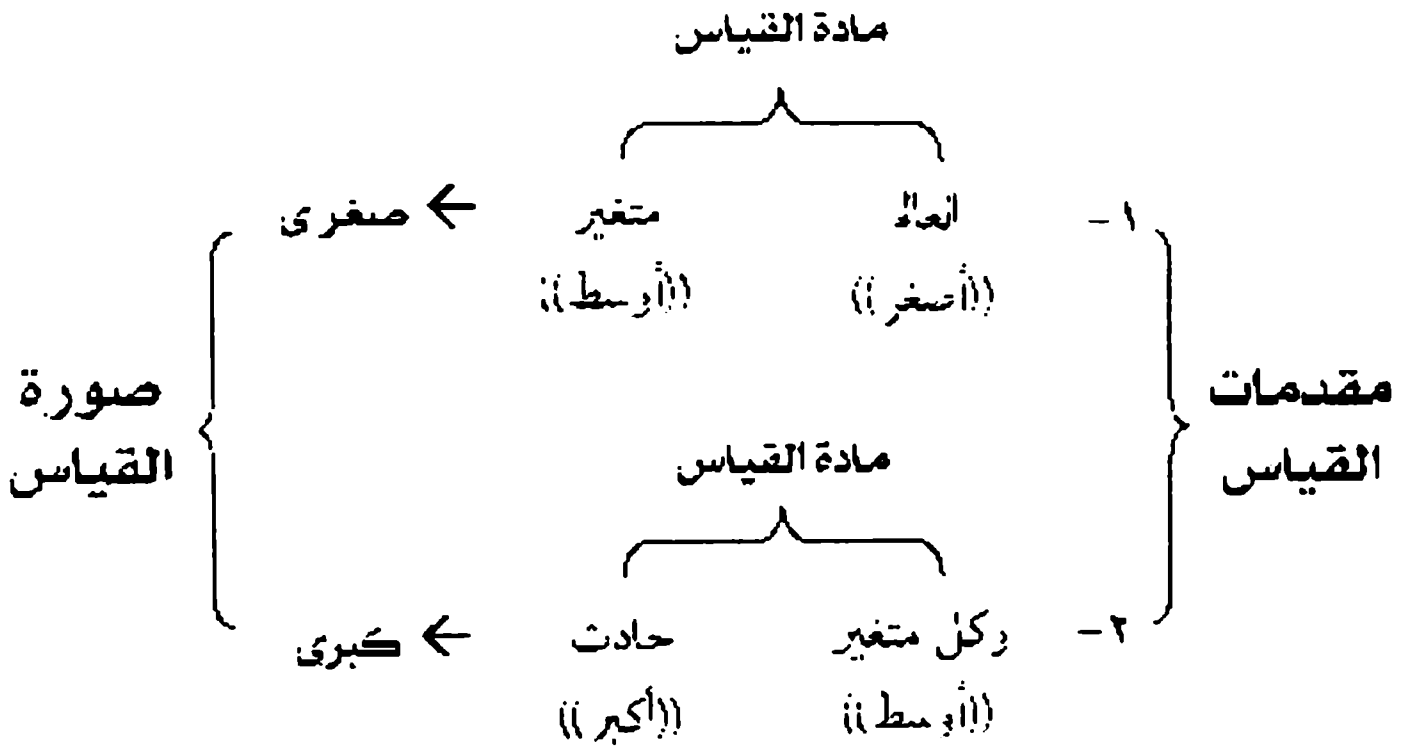 مادة القياس
١- العالم متغير ← صغرى
((أصغر)) ((أوسط))
مقدمات القياس
صورة القياس
مادة القياس
٢- وكل متغير حادث ← كبرى
((أوسط)) ((أكبر))